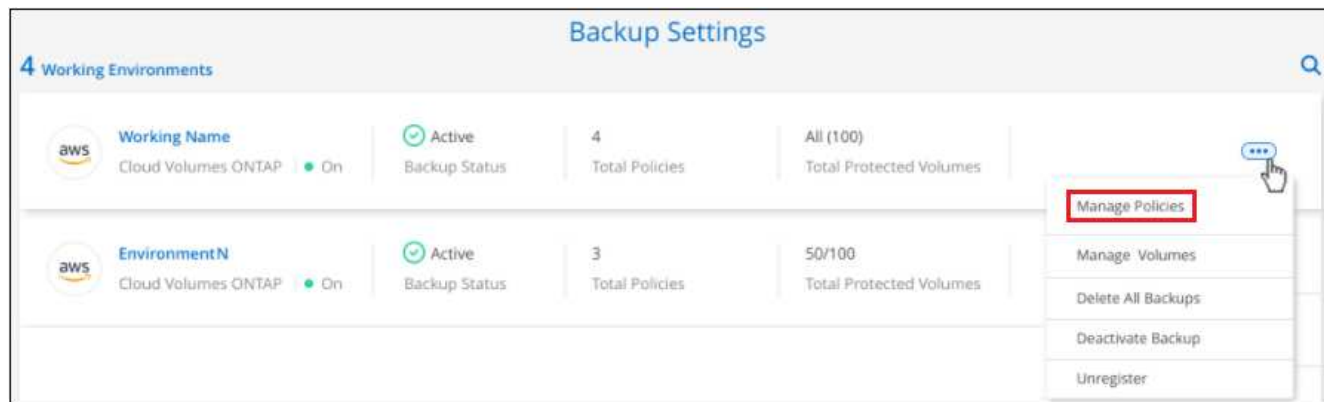 Backup Settings
4 Working Environments
aws
Working Name
Cloud Volumes ONTAP
On
Active
Backup Status
4
Total Policies
All (100)
Total Protected Volumes
Manage Policies
Manage Volumes
Delete All Backups
Deactivate Backup
Unregister
aws
EnvironmentN
Cloud Volumes ONTAP
On
Active
Backup Status
3
Total Policies
50/100
Total Protected Volumes